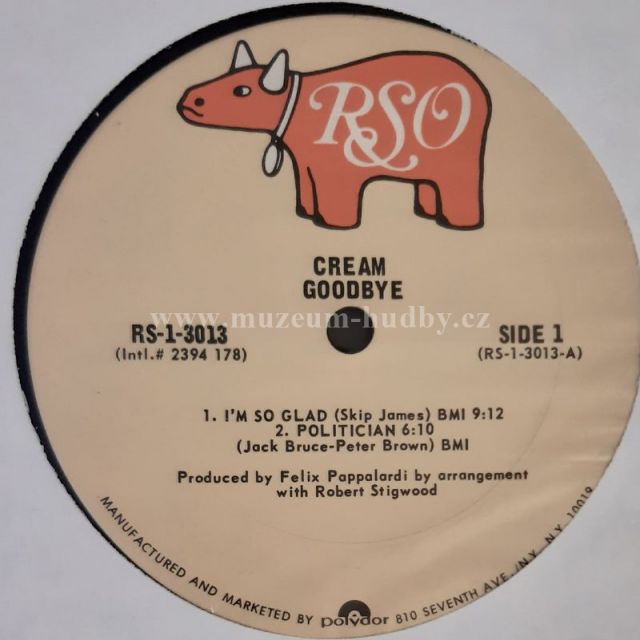 RSO
CREAM
GOODBYE
www.muzeum-hudby.cz
RS-1-3013
(Intl.# 2394 178)
SIDE 1
(RS-1-3013-A)
1. I'M SO GLAD (Skip James) BMI 9:12
2. POLITICIAN 6:10
(Jack Bruce-Peter Brown) BMI
Produced by Felix Pappalardi by arrangement
with Robert Stigwood
MANUFACTURED AND MARKETED BY polydor 810 SEVENTH AVE., N.Y. N.Y. 10019